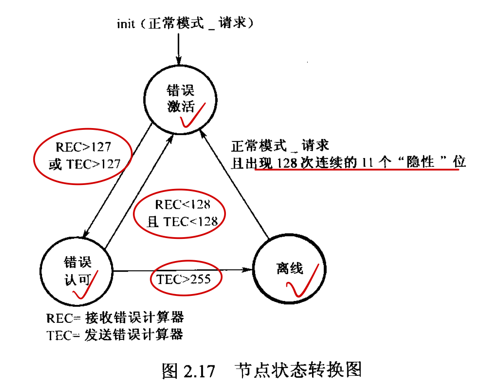 init（正常模式_请求）
错误
激活
REC>127
或 TEC>127
正常模式_请求
且出现 128 次连续的 11 个“隐性”位
REC<128
且 TEC<128
错误
认可
TEC>255
离线
REC= 接收错误计算器
TEC= 发送错误计算器
图 2.17 节点状态转换图